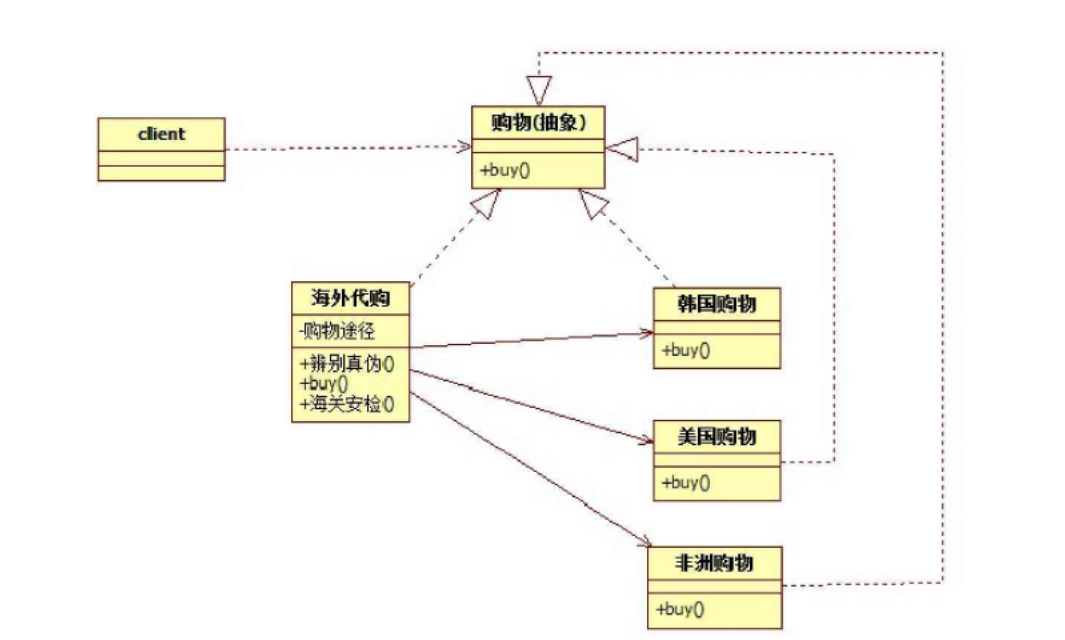 client
购物(抽象)
+buy()
海外代购
-购物途径
+辨别真伪()
+buy()
+海关安检()
韩国购物
+buy()
美国购物
+buy()
非洲购物
+buy()